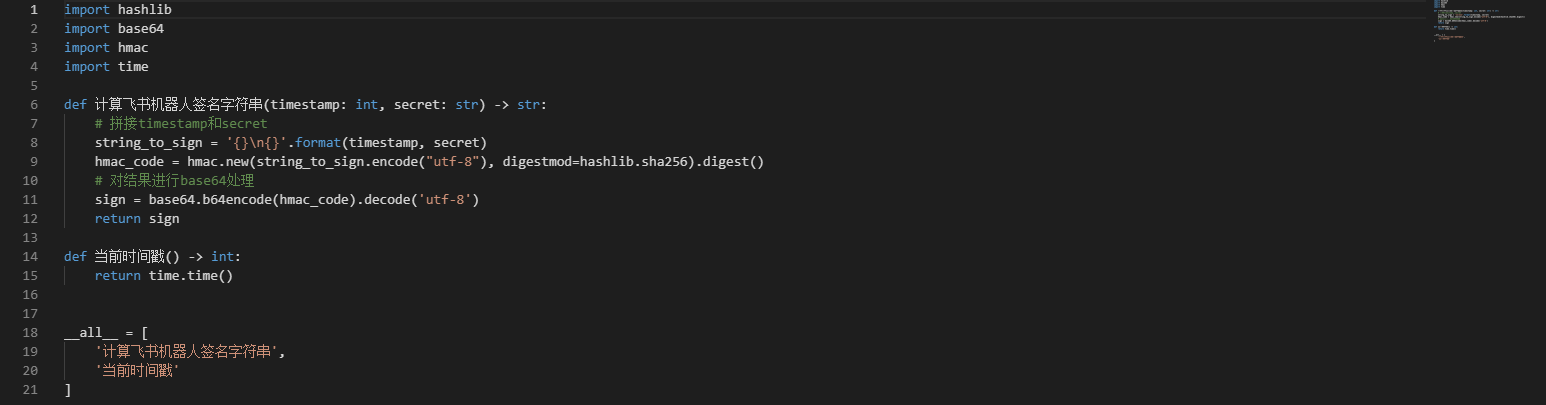 1 import hashlib
2 import base64
3 import hmac
4 import time
5
6 def 计算飞书机器人签名字符串(timestamp: int, secret: str) -> str:
7     # 拼接timestamp和secret
8     string_to_sign = '{}\n{}'.format(timestamp, secret)
9     hmac_code = hmac.new(string_to_sign.encode("utf-8"), digestmod=hashlib.sha256).digest()
10     # 对结果进行base64处理
11     sign = base64.b64encode(hmac_code).decode('utf-8')
12     return sign
13
14 def 当前时间戳() -> int:
15     return time.time()
16
17
18 __all__ = [
19     '计算飞书机器人签名字符串',
20     '当前时间戳'
21 ]